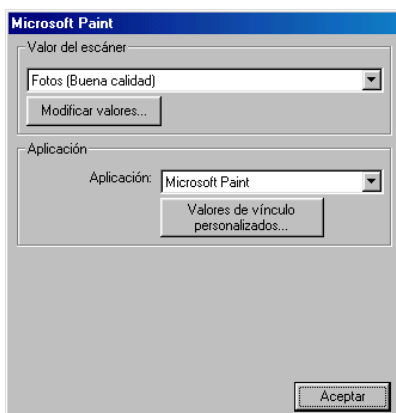 Microsoft Paint
Valor del escáner
Fotos (Buena calidad)
Modificar valores...
Aplicación
Aplicación: Microsoft Paint
Valores de vínculo
personalizados...
Aceptar